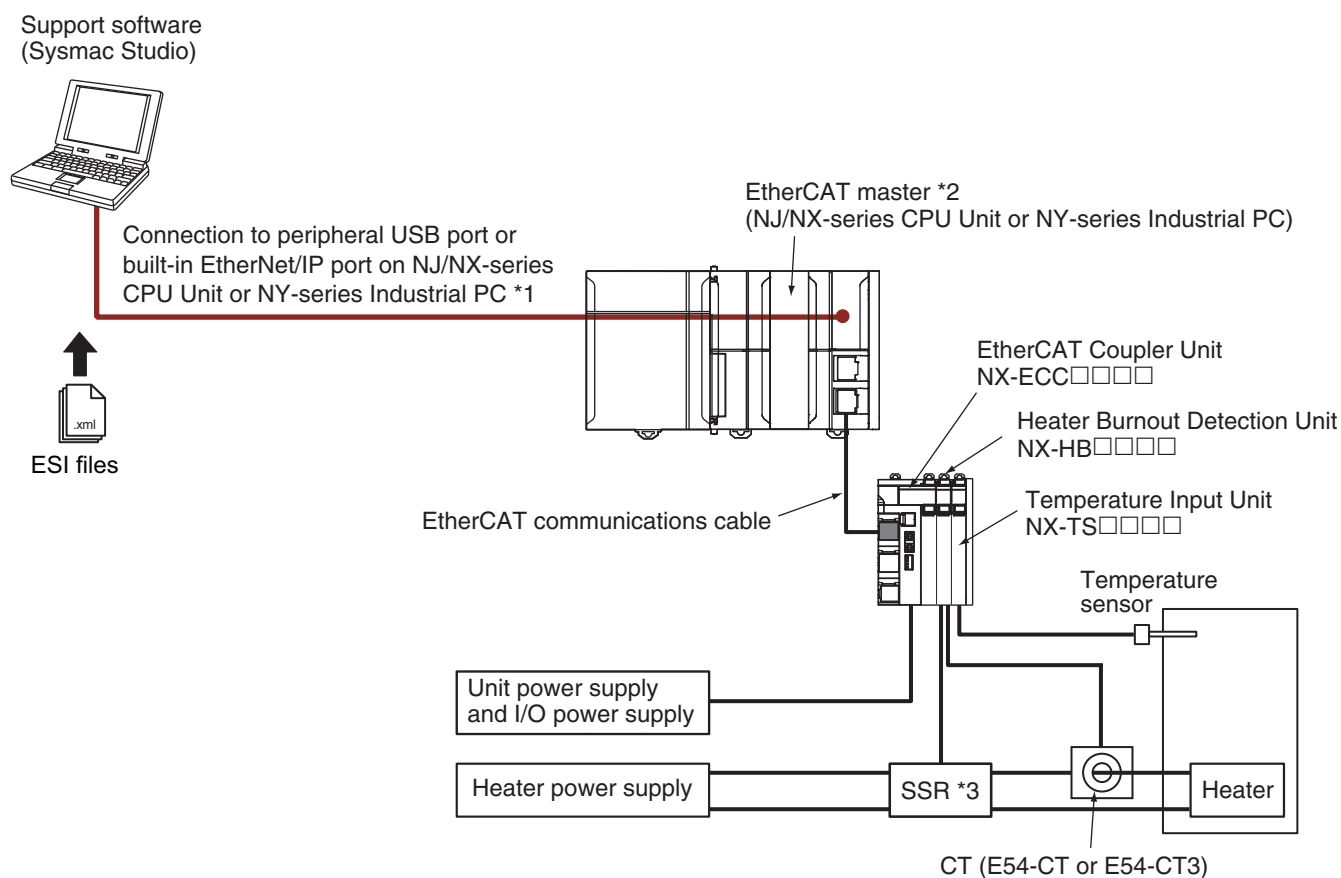 Support software
(Sysmac Studio)
EtherCAT master *2
(NJ/NX-series CPU Unit or NY-series Industrial PC)
Connection to peripheral USB port or
built-in EtherNet/IP port on NJ/NX-series
CPU Unit or NY-series Industrial PC *1
EtherCAT Coupler Unit
NX-ECC□□□□
.xml
ESI files
Heater Burnout Detection Unit
NX-HB□□□□
EtherCAT communications cable
Temperature Input Unit
NX-TS□□□□
Temperature
sensor
Unit power supply
and I/O power supply
Heater power supply
SSR *3
Heater
CT (E54-CT or E54-CT3)